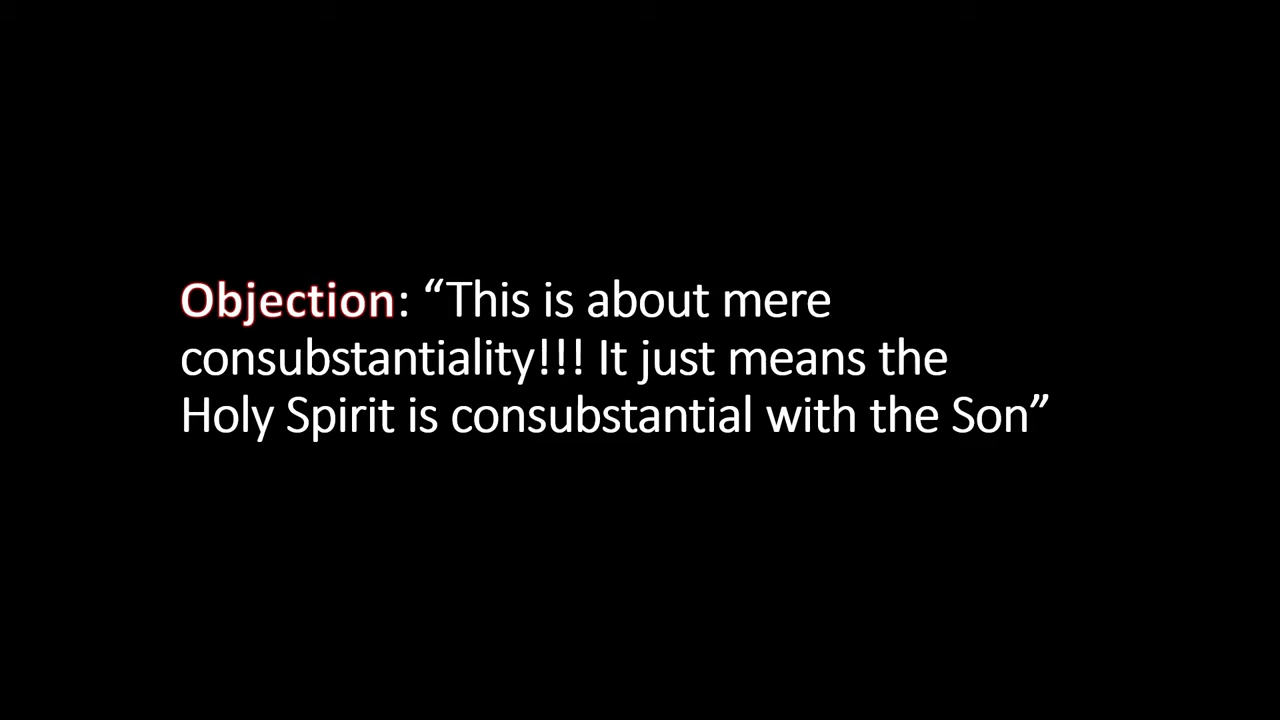 Objection: “This is about mere
consubstantiality!!! It just means the
Holy Spirit is consubstantial with the Son”